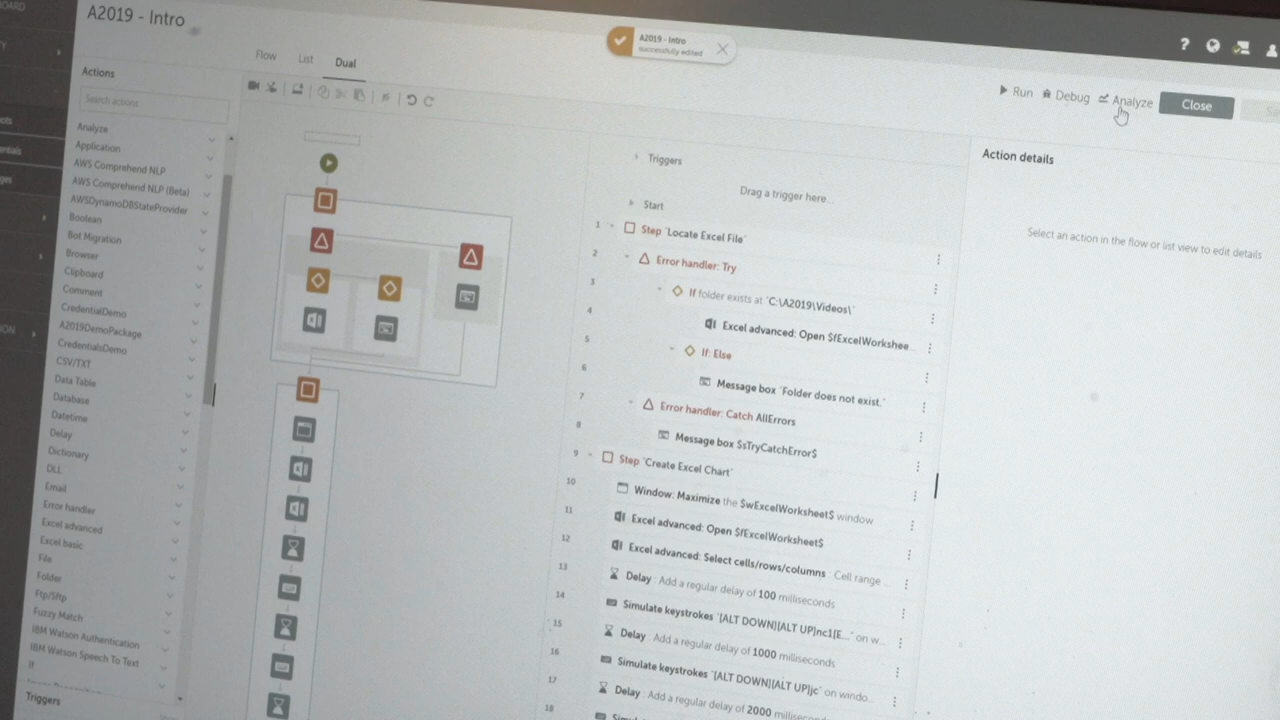 A2019 - Intro
A2019 - Intro
successfully edited
Flow
List
Dual
Run
Debug
Analyze
Close
Actions
Search actions
Analyze
Application
AWS Comprehend NLP
AWS Comprehend NLP (Beta)
AWSDynamoDBStateProvider
Boolean
Bot Migration
Browser
Clipboard
Comment
CredentialDemo
A2019DemoPackage
CredentialsDemo
CSV/TXT
Data Table
Database
Datetime
Delay
Dictionary
DLL
Email
Error handler
Excel advanced
Excel basic
File
Folder
Ftp/Sftp
Fuzzy Match
IBM Watson Authentication
IBM Watson Speech To Text
If
Triggers
Triggers
Drag a trigger here...
Start
1 Step "Locate Excel File"
2 Error handler: Try
3 If folder exists at "C:\A2019\Videos\"
4 Excel advanced: Open $fExcelWorkshee...
5 If: Else
6 Message box "Folder does not exist."
7 Error handler: Catch AllErrors
8 Message box $sTryCatchError$
9 Step "Create Excel Chart"
10 Window: Maximize the $wExcelWorksheet$ window
11 Excel advanced: Open $fExcelWorksheet$
12 Excel advanced: Select cells/rows/columns : Cell range ...
13 Delay : Add a regular delay of 100 milliseconds
14 Simulate keystrokes "[ALT DOWN][ALT UP]nc1[E..." on w...
15 Delay : Add a regular delay of 1000 milliseconds
16 Simulate keystrokes "[ALT DOWN][ALT UP]jc" on windo...
17 Delay : Add a regular delay of 2000 milliseconds
18
Action details
Select an action in the flow or list view to edit details